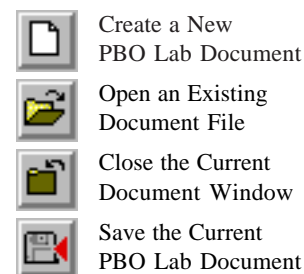 Create a New
PBO Lab Document
Open an Existing
Document File
Close the Current
Document Window
Save the Current
PBO Lab Document